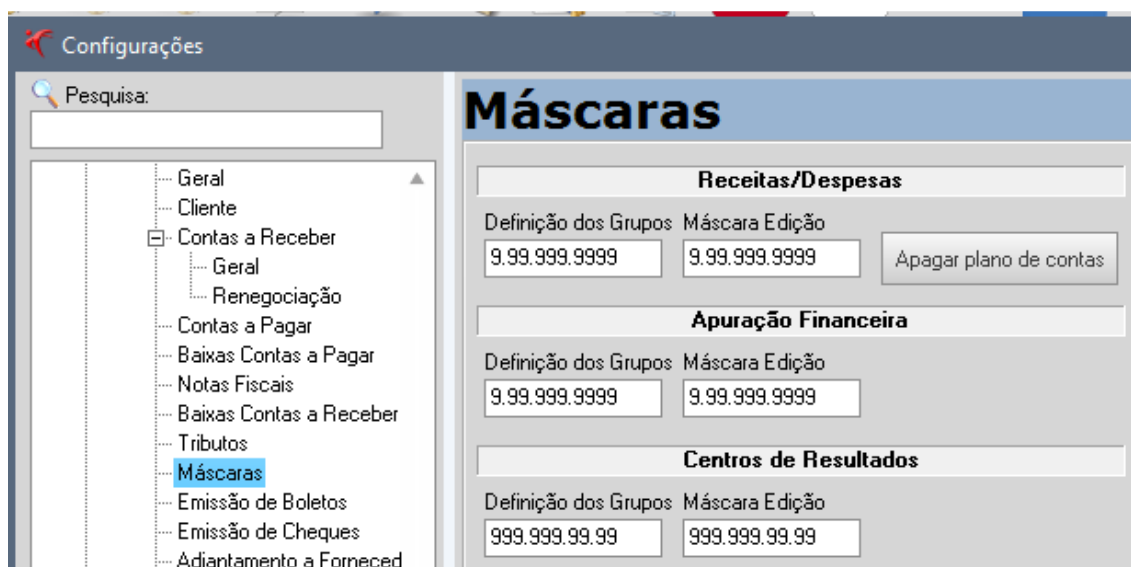 Configurações
Pesquisa:
Geral
Cliente
Contas a Receber
Geral
Renegociação
Contas a Pagar
Baixas Contas a Pagar
Notas Fiscais
Baixas Contas a Receber
Tributos
Máscaras
Emissão de Boletos
Emissão de Cheques
Adiantamento a Forneced
Máscaras
Receitas/Despesas
Definição dos Grupos Máscara Edição
9.99.999.9999 9.99.999.9999 Apagar plano de contas
Apuração Financeira
Definição dos Grupos Máscara Edição
9.99.999.9999 9.99.999.9999
Centros de Resultados
Definição dos Grupos Máscara Edição
999.999.99.99 999.999.99.99